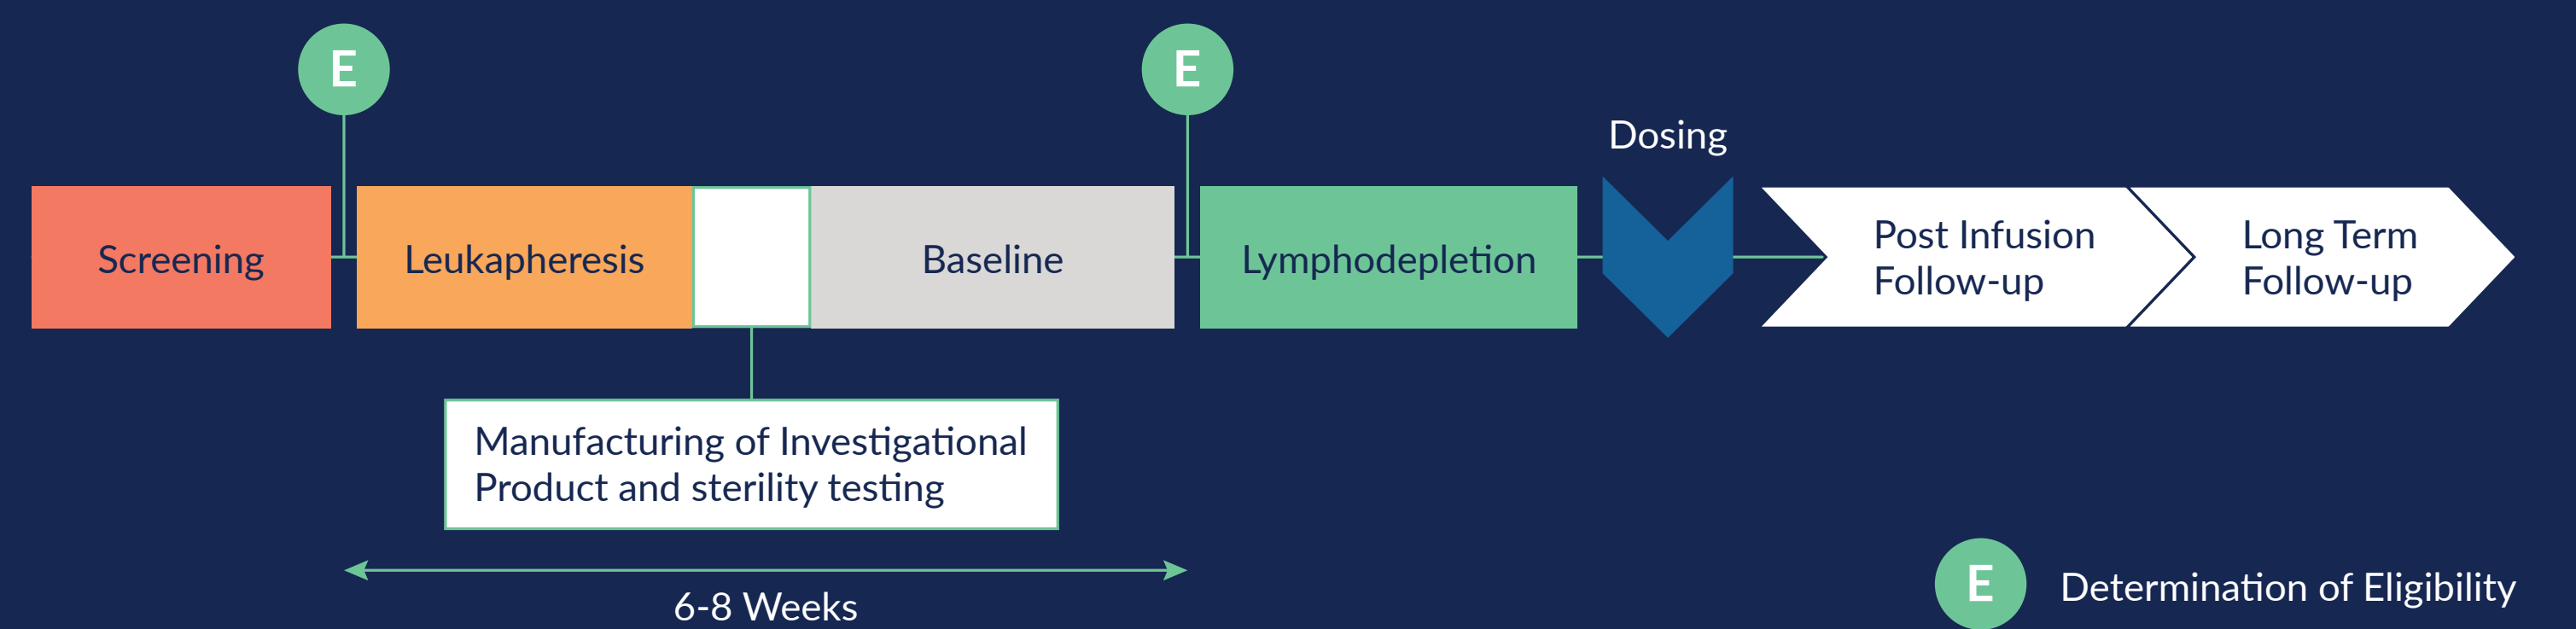 E
E
Dosing
Screening
Leukapheresis
Baseline
Lymphodepletion
Post Infusion
Follow-up
Long Term
Follow-up
Manufacturing of Investigational
Product and sterility testing
6-8 Weeks
E
Determination of Eligibility